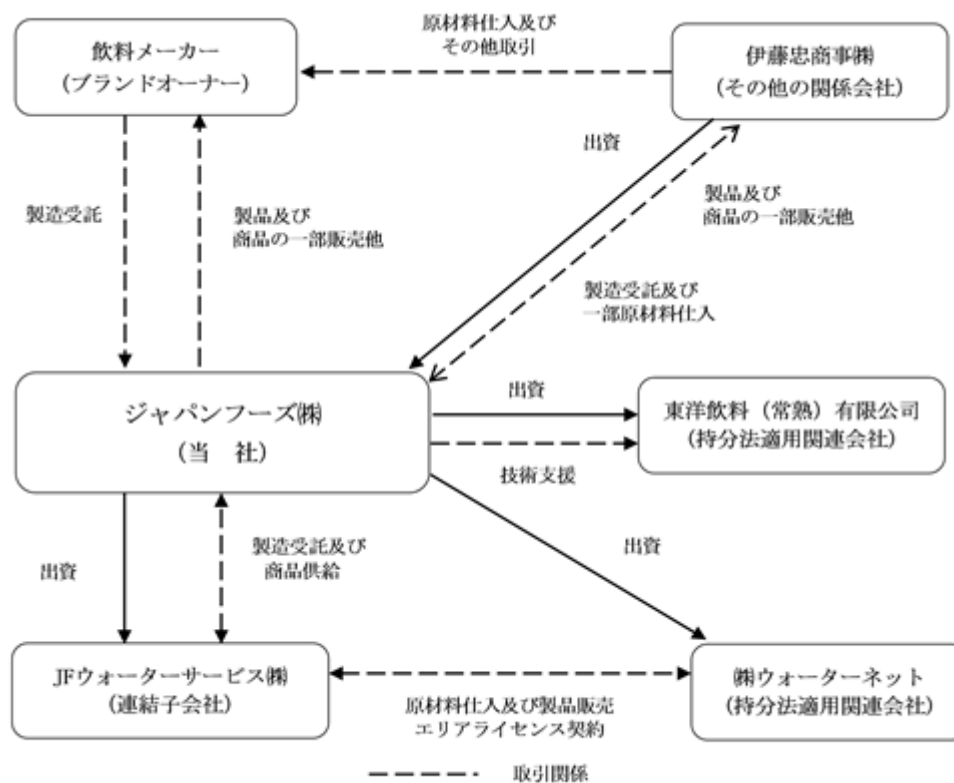 原材料仕入及び
その他取引
飲料メーカー
(ブランドオーナー)
伊藤忠商事㈱
(その他の関係会社)
出資
製造受託
製品及び
商品の一部販売他
製品及び
商品の一部販売他
製造受託及び
一部原材料仕入
ジャパンフーズ㈱
(当 社)
出資
東洋飲料（常熟）有限公司
(持分法適用関連会社)
技術支援
出資
製造受託及び
商品供給
出資
JFウォーターサービス㈱
(連結子会社)
㈱ウォーターネット
(持分法適用関連会社)
原材料仕入及び製品販売
エリアライセンス契約
取引関係